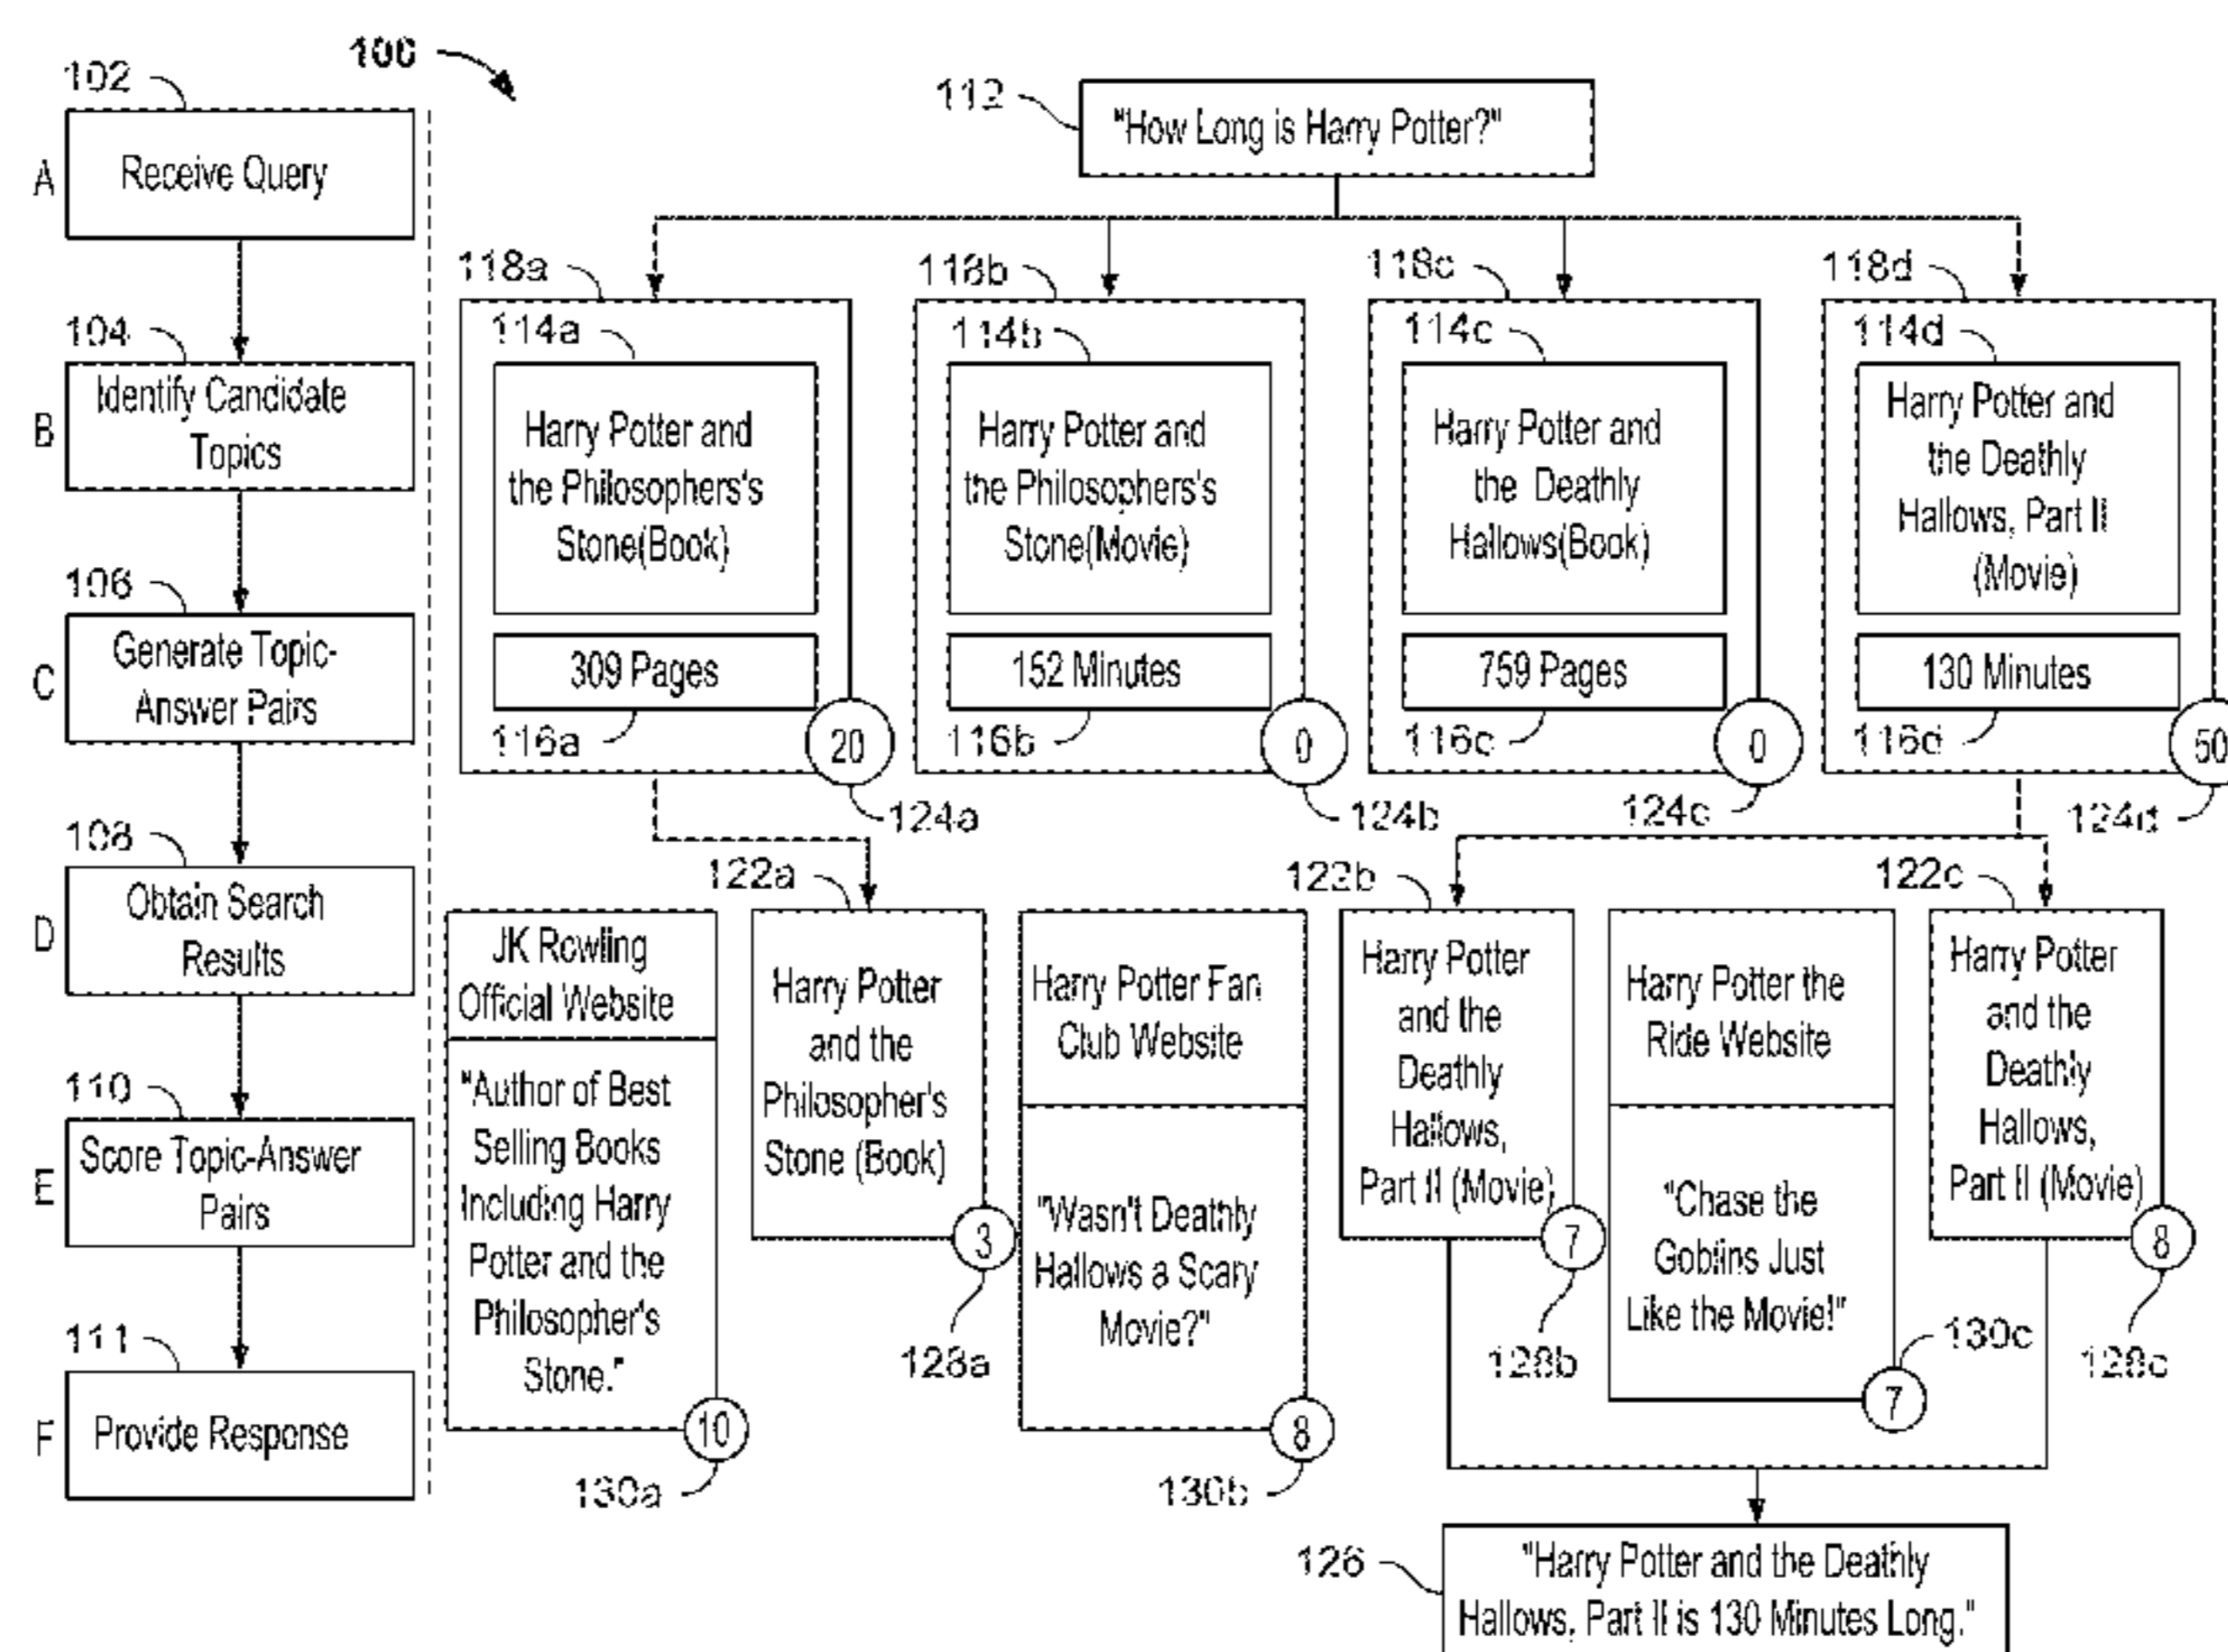 100
102
A
Receive Query
104
B
Identify Candidate
Topics
106
C
Generate Topic-
Answer Pairs
108
D
Obtain Search
Results
110
E
Score Topic-Answer
Pairs
111
F
Provide Response
112
"How Long is Harry Potter?"
118a
114a
Harry Potter and
the Philosophers's
Stone(Book)
309 Pages
116a
20
124a
118b
114b
Harry Potter and
the Philosophers's
Stone(Movie)
152 Minutes
116b
0
124b
118c
114c
Harry Potter and
the Deathly
Hallows(Book)
759 Pages
116c
0
124c
118d
114d
Harry Potter and
the Deathly
Hallows, Part II
(Movie)
130 Minutes
116d
50
124d
JK Rowling
Official Website
"Author of Best
Selling Books
Including Harry
Potter and the
Philosopher's
Stone."
10
130a
122a
Harry Potter
and the
Philosopher's
Stone (Book)
3
128a
Harry Potter Fan
Club Website
"Wasn't Deathly
Hallows a Scary
Movie?"
8
130b
122b
Harry Potter
and the
Deathly
Hallows,
Part II (Movie)
7
128b
Harry Potter the
Ride Website
"Chase the
Goblins Just
Like the Movie!"
7
130c
122c
Harry Potter
and the
Deathly
Hallows,
Part II (Movie)
8
128c
126
"Harry Potter and the Deathly
Hallows, Part II is 130 Minutes Long."